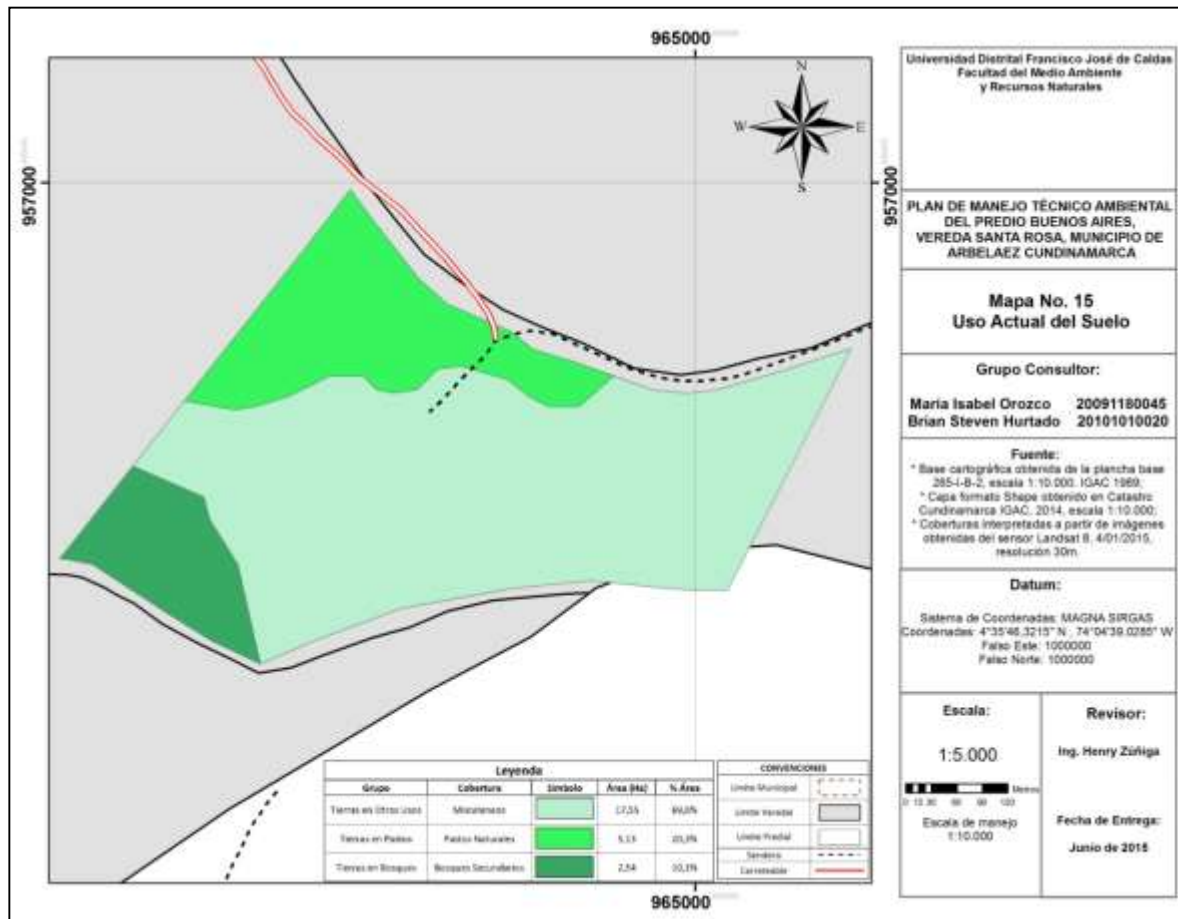 965000
957000
957000
965000
N
W
E
S
Universidad Distrital Francisco José de Caldas
Facultad del Medio Ambiente
y Recursos Naturales
PLAN DE MANEJO TÉCNICO AMBIENTAL
DEL PREDIO BUENOS AIRES,
VEREDA SANTA ROSA, MUNICIPIO DE
ARBELAEZ CUNDINAMARCA
Mapa No. 15
Uso Actual del Suelo
Grupo Consultor:
Maria Isabel Orozco 20091180045
Brian Steven Hurtado 20101010020
Fuente:
* Base cartográfica obtenida de la plancha base
265-I-B-2, escala 1:10.000. IGAC 1989;
* Capa formato Shape obtenido en Catastro
Cundinamarca IGAC, 2014, escala 1:10.000;
* Coberturas interpretadas a partir de imágenes
obtenidas del sensor Landsat 8, 4/01/2015,
resolución 30m.
Datum:
Sistema de Coordenadas: MAGNA SIRGAS
Coordenadas: 4°35'46,3215" N 74°04'39,0285" W
Falso Este: 1000000
Falso Norte: 1000000
Escala:
1:5.000
Metros
Escala de manejo
1:10.000
Revisor:
Ing. Henry Zúñiga
Fecha de Entrega:
Junio de 2015
Leyenda
Grupo Cobertura Símbolo Área (Ha) % Área
Tierras en Otros Usos Misceláneos 17,55
Tierras en Pastos Pastos Naturales 5,13 20,3%
Tierras en Bosques Bosques Secundarios
CONVENCIONES
Limite Municipal
Limite Veredal
Limite Predial
Sendero
Carreteable